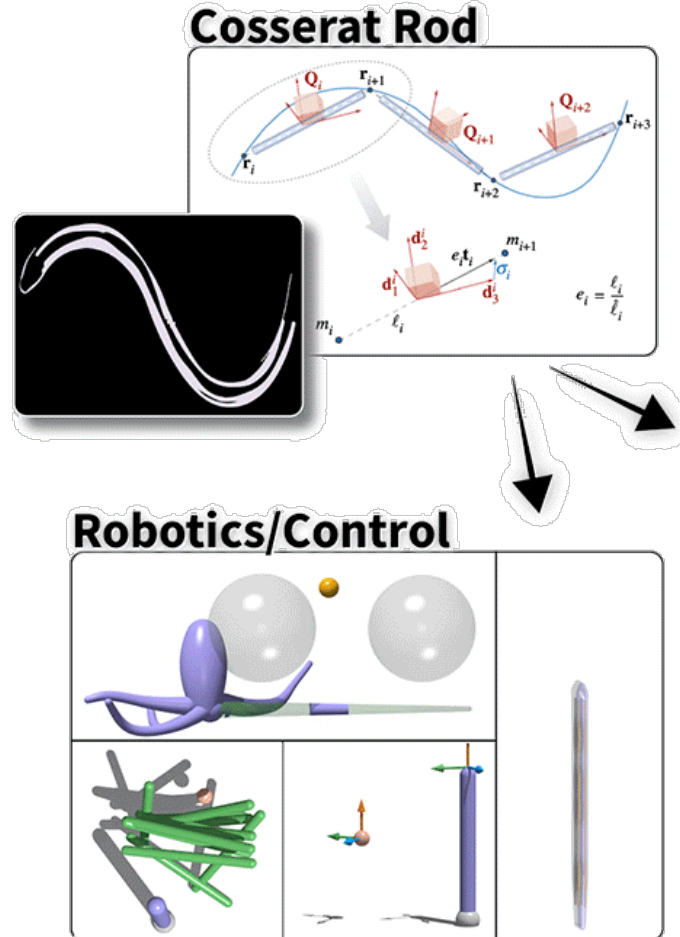 Cosserat Rod
Q_i
r_{i+1}
Q_{i+1}
Q_{i+2}
r_{i+3}
r_i
r_{i+2}
d_2^i
e_i t_i
m_{i+1}
σ_i
d_1^i
d_3^i
e_i = ℓ_i / ℓ̂_i
m_i
ℓ_i
Robotics/Control